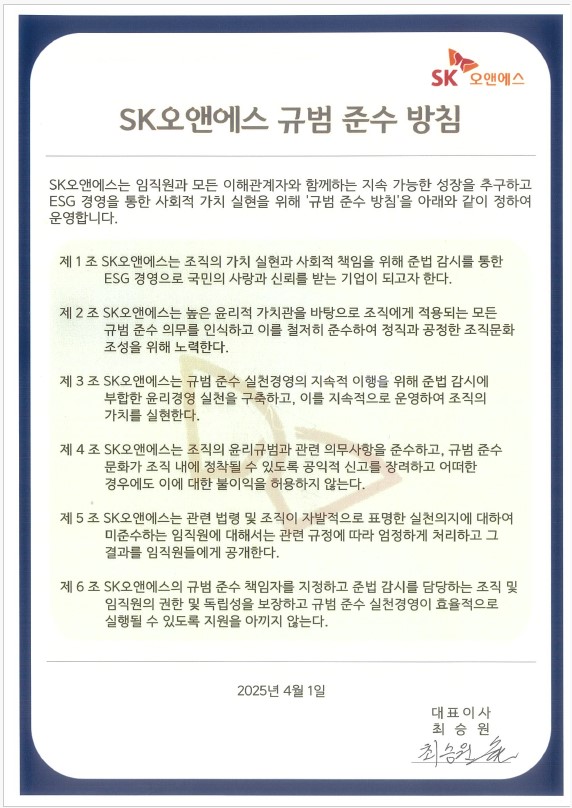 SK 오앤에스
SK오앤에스 규범 준수 방침
SK오앤에스는 임직원과 모든 이해관계자와 함께하는 지속 가능한 성장을 추구하고
ESG 경영을 통한 사회적 가치 실현을 위해 '규범 준수 방침'을 아래와 같이 정하여
운영합니다.
제 1 조 SK오앤에스는 조직의 가치 실현과 사회적 책임을 위해 준법 감시를 통한
ESG 경영으로 국민의 사랑과 신뢰를 받는 기업이 되고자 한다.
제 2 조 SK오앤에스는 높은 윤리적 가치관을 바탕으로 조직에게 적용되는 모든
규범 준수 의무를 인식하고 이를 철저히 준수하여 정직과 공정한 조직문화
조성을 위해 노력한다.
제 3 조 SK오앤에스는 규범 준수 실천경영의 지속적 이행을 위해 준법 감시에
부합한 윤리경영 실천을 구축하고, 이를 지속적으로 운영하여 조직의
가치를 실현한다.
제 4 조 SK오앤에스는 조직의 윤리규범과 관련 의무사항을 준수하고, 규범 준수
문화가 조직 내에 정착될 수 있도록 공익적 신고를 장려하고 어떠한
경우에도 이에 대한 불이익을 허용하지 않는다.
제 5 조 SK오앤에스는 관련 법령 및 조직이 자발적으로 표명한 실천의지에 대하여
미준수하는 임직원에 대해서는 관련 규정에 따라 엄정하게 처리하고 그
결과를 임직원들에게 공개한다.
제 6 조 SK오앤에스의 규범 준수 책임자를 지정하고 준법 감시를 담당하는 조직 및
임직원의 권한 및 독립성을 보장하고 규범 준수 실천경영이 효율적으로
실행될 수 있도록 지원을 아끼지 않는다.
2025년 4월 1일
대표이사
최 승 원
최승원